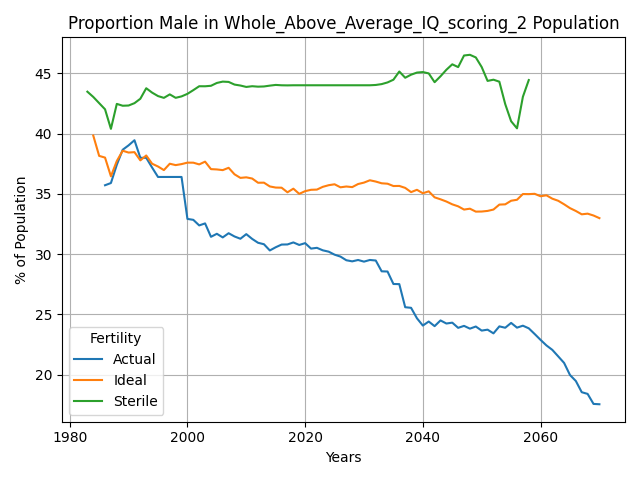 Proportion Male in Whole_Above_Average_IQ_scoring_2 Population
% of Population
45
40
35
30
25
20
Fertility
Actual
Ideal
Sterile
1980
2000
2020
2040
2060
Years